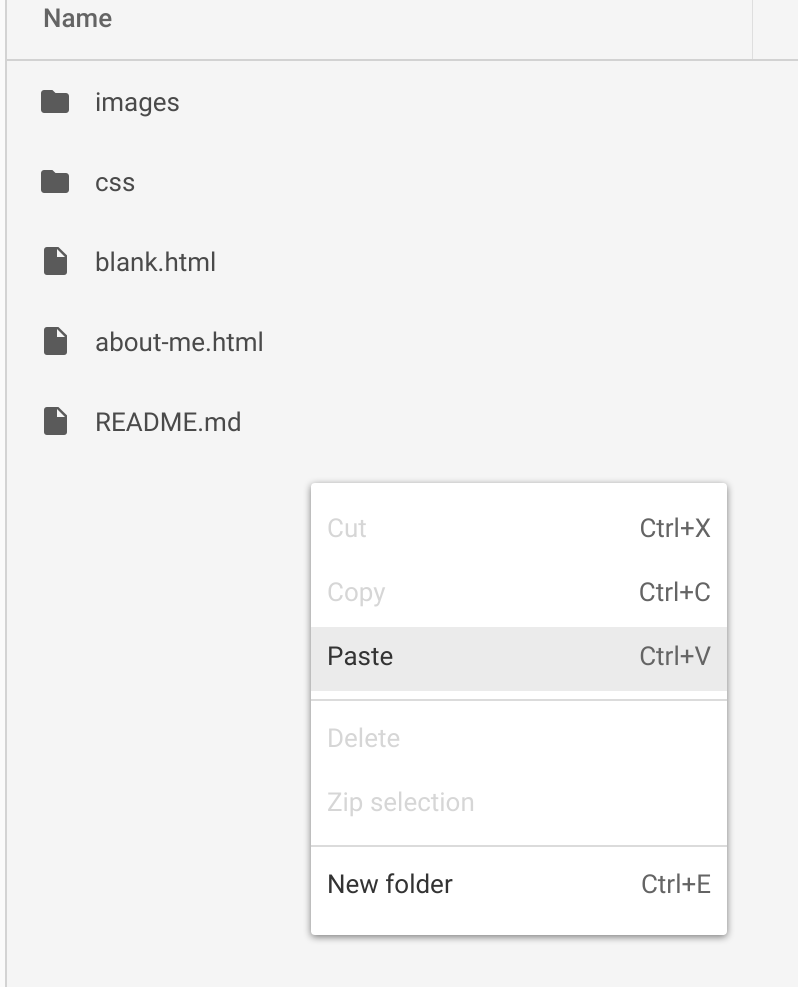 Name
images
css
blank.html
about-me.html
README.md
Cut Ctrl+X
Copy Ctrl+C
Paste Ctrl+V
Delete
Zip selection
New folder Ctrl+E